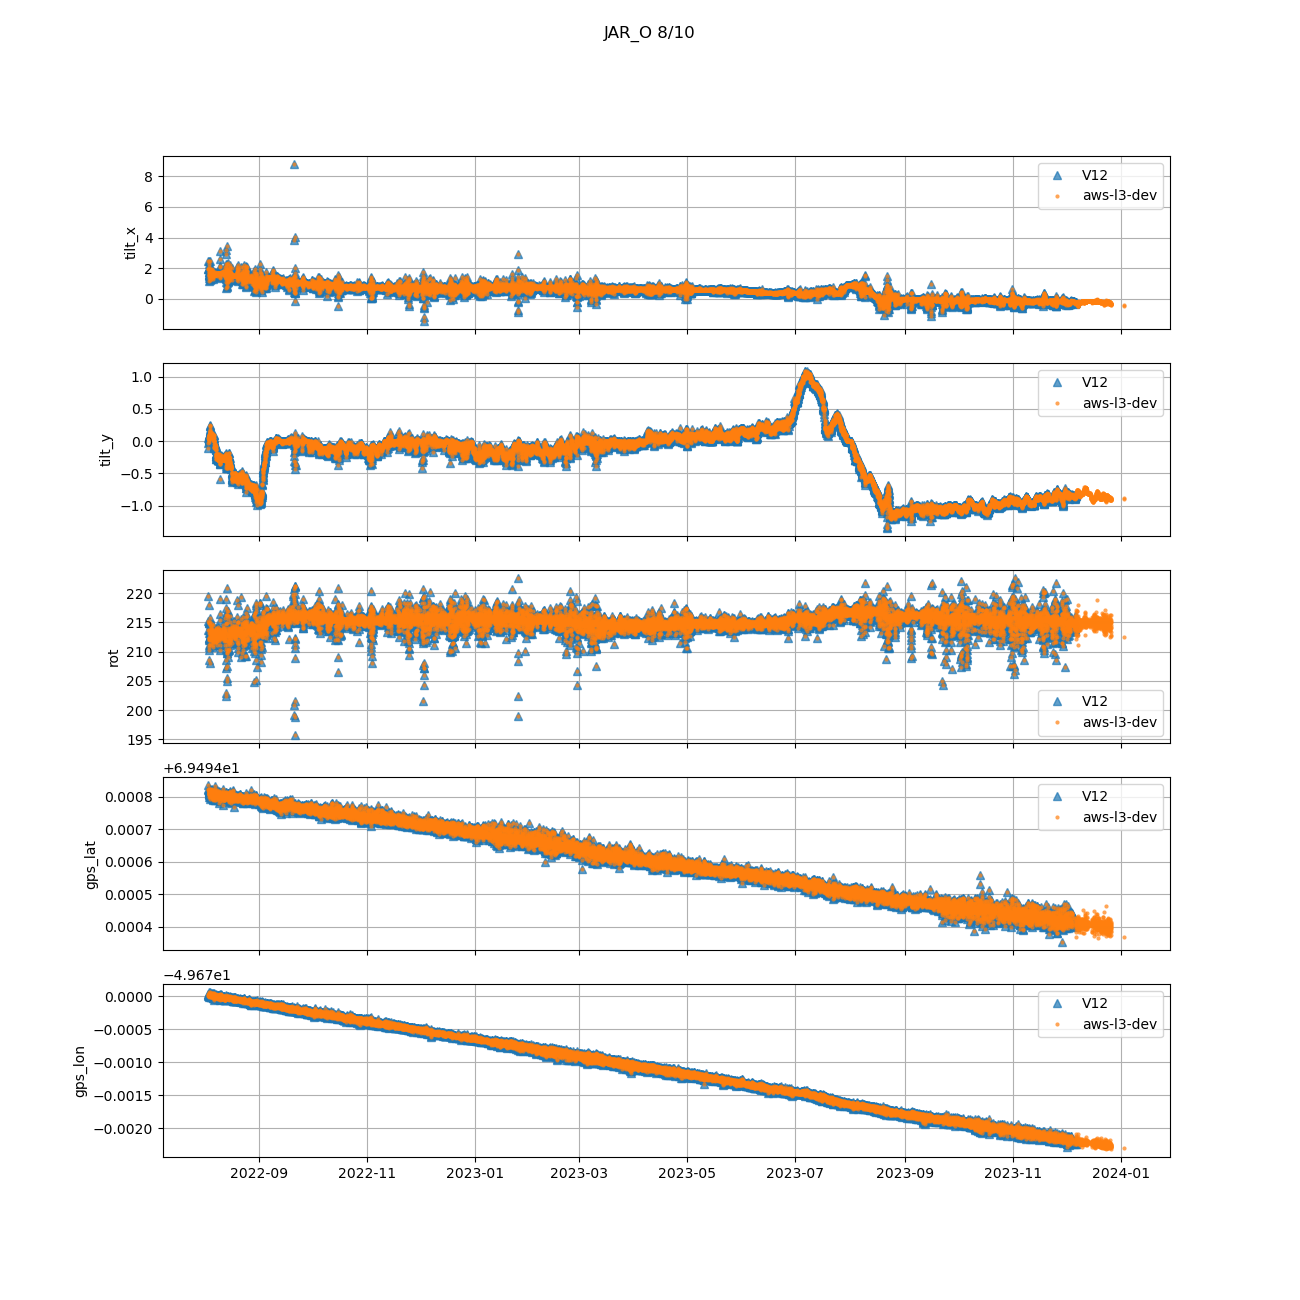 JAR_O 8/10
8
6
4
2
0
tilt_x
V12
aws-l3-dev
1.0
0.5
0.0
−0.5
−1.0
tilt_y
V12
aws-l3-dev
220
215
210
205
200
195
rot
V12
aws-l3-dev
+6.9494e1
0.0008
0.0007
0.0006
0.0005
0.0004
gps_lat
V12
aws-l3-dev
−4.967e1
0.0000
−0.0005
−0.0010
−0.0015
−0.0020
gps_lon
V12
aws-l3-dev
2022-09 2022-11 2023-01 2023-03 2023-05 2023-07 2023-09 2023-11 2024-01